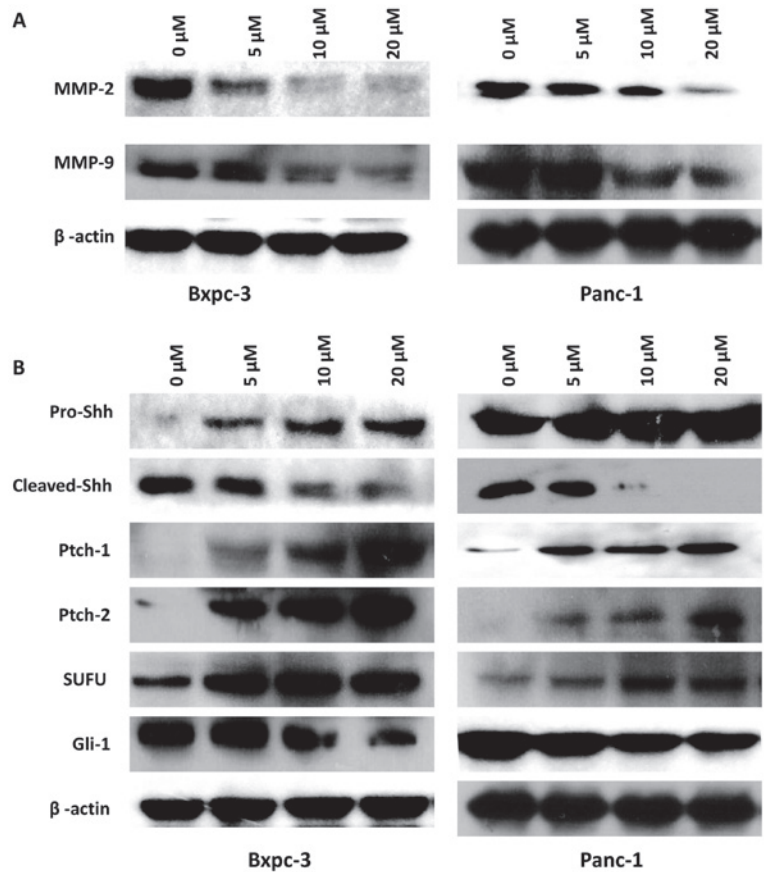 A
0 µM 5 µM 10 µM 20 µM 0 µM 5 µM 10 µM 20 µM
MMP-2
MMP-9
β -actin
Bxpc-3 Panc-1
B
0 µM 5 µM 10 µM 20 µM 0 µM 5 µM 10 µM 20 µM
Pro-Shh
Cleaved-Shh
Ptch-1
Ptch-2
SUFU
Gli-1
β -actin
Bxpc-3 Panc-1